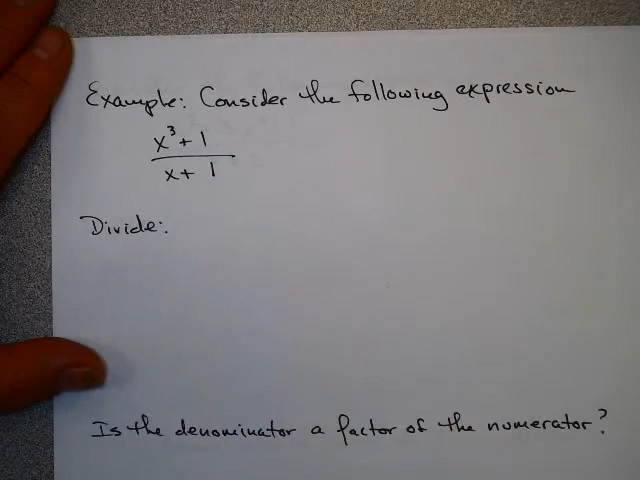 Example: Consider the following expression
x³ + 1
x + 1
Divide:
Is the denominator a factor of the numerator?